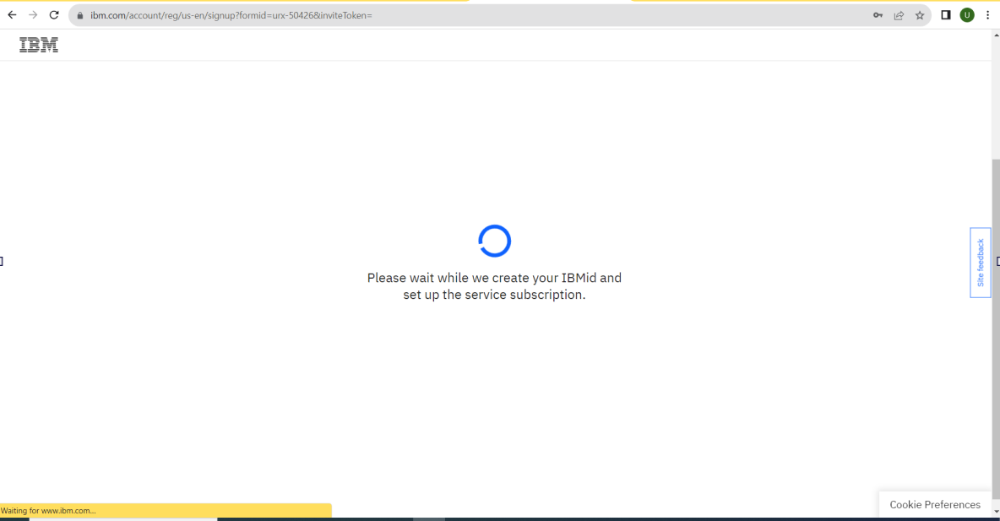 ibm.com/account/reg/us-en/signup?formid=urx-50426&inviteToken=
U
IBM
Please wait while we create your IBMid and
set up the service subscription.
Site feedback
Cookie Preferences
Waiting for www.ibm.com...